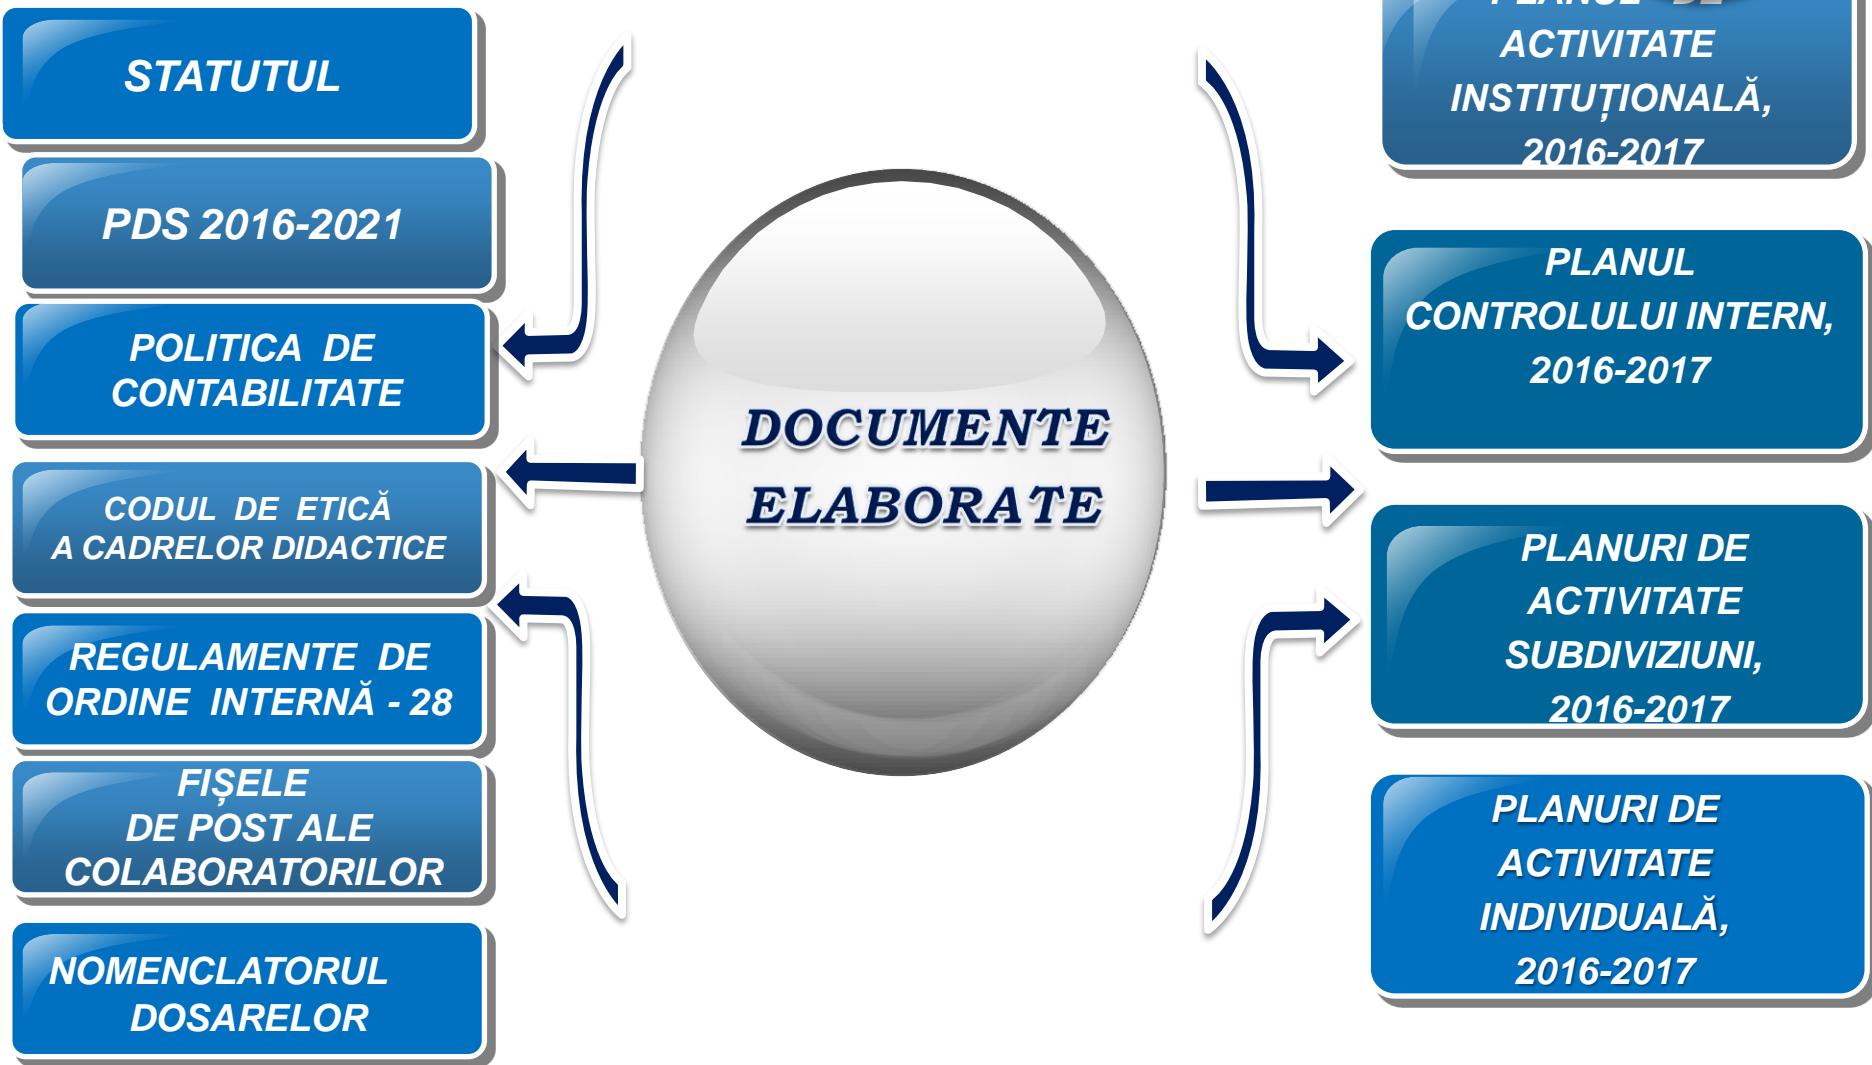 STATUTUL
PDS 2016-2021
POLITICA DE
CONTABILITATE
CODUL DE ETICĂ
A CADRELOR DIDACTICE
REGULAMENTE DE
ORDINE INTERNĂ - 28
FIȘELE
DE POST ALE
COLABORATORILOR
NOMENCLATORUL
DOSARELOR
DOCUMENTE
ELABORATE
PLANUL DE
ACTIVITATE
INSTITUȚIONALĂ,
2016-2017
PLANUL
CONTROLULUI INTERN,
2016-2017
PLANURI DE
ACTIVITATE
SUBDIVIZIUNI,
2016-2017
PLANURI DE
ACTIVITATE
INDIVIDUALĂ,
2016-2017